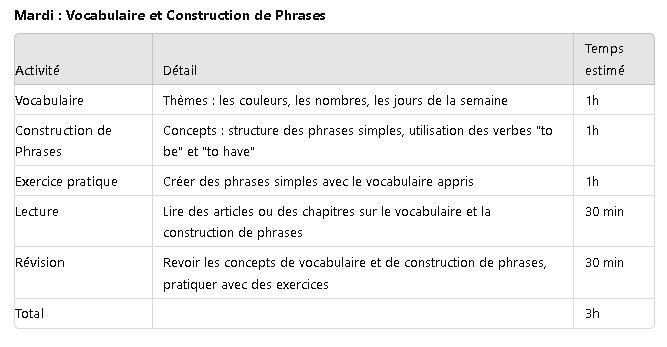 Mardi : Vocabulaire et Construction de Phrases
Activité Détail Temps estimé
Vocabulaire Thèmes : les couleurs, les nombres, les jours de la semaine 1h
Construction de Phrases Concepts : structure des phrases simples, utilisation des verbes "to
be" et "to have" 1h
Exercice pratique Créer des phrases simples avec le vocabulaire appris 1h
Lecture Lire des articles ou des chapitres sur le vocabulaire et la
construction de phrases 30 min
Révision Revoir les concepts de vocabulaire et de construction de phrases,
pratiquer avec des exercices 30 min
Total 3h